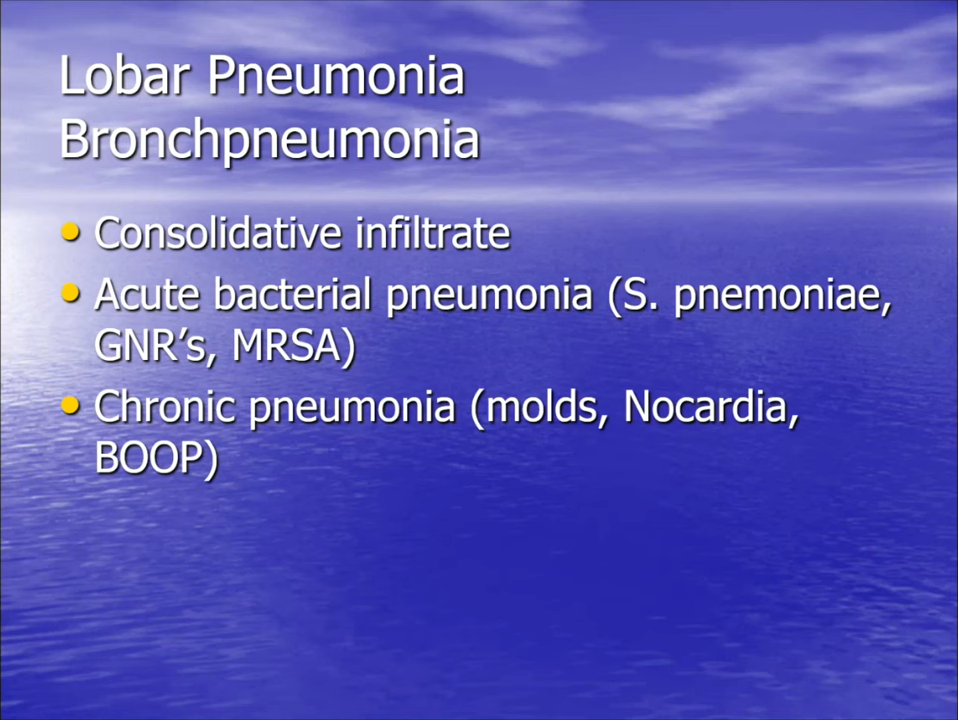 Lobar Pneumonia
Bronchpneumonia
• Consolidative infiltrate
• Acute bacterial pneumonia (S. pnemoniae,
GNR’s, MRSA)
• Chronic pneumonia (molds, Nocardia,
BOOP)